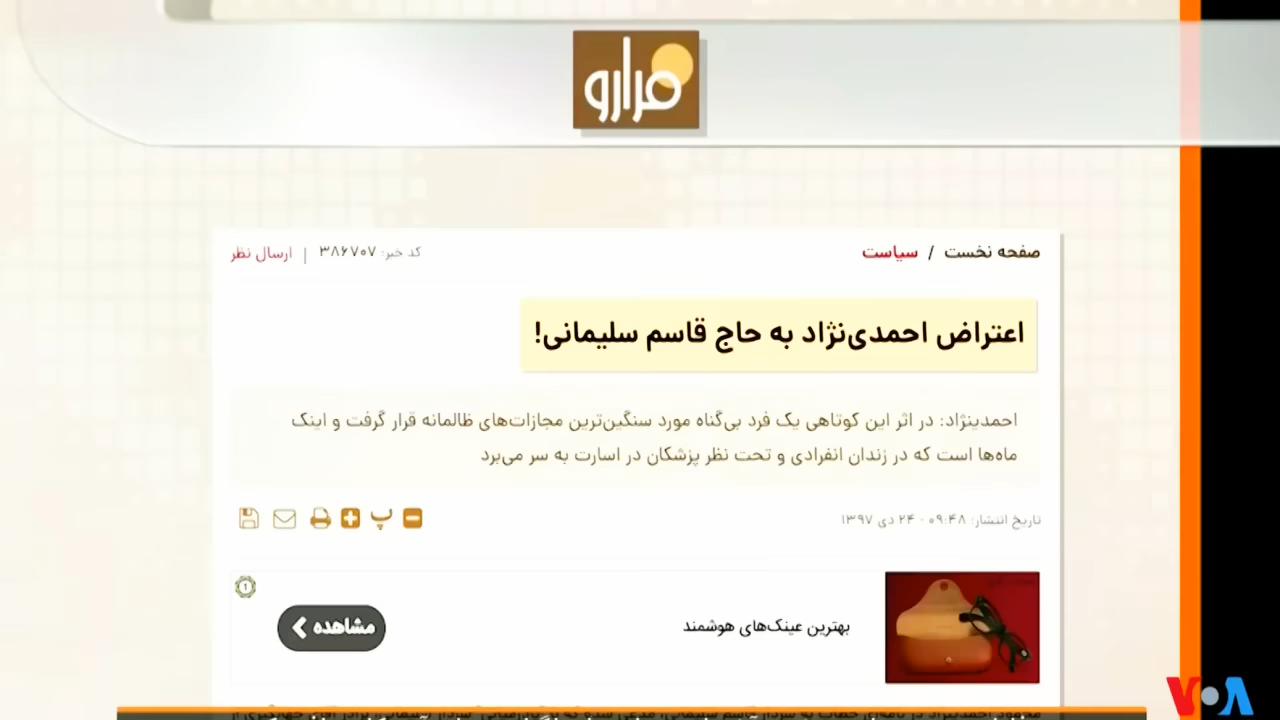 فرارو
صفحه نخست / سیاست
کد خبر: ۳۸۶۷۰۷ | ارسال نظر
اعتراض احمدی‌نژاد به حاج قاسم سلیمانی!
احمدینژاد: در اثر این کوتاهی یک فرد بی‌گناه مورد سنگین‌ترین مجازات‌های ظالمانه قرار گرفت و اینک
ماه‌ها است که در زندان انفرادی و تحت نظر پزشکان در اسارت به سر می‌برد
تاریخ انتشار: ۰۹:۴۸ - ۲۴ دی ۱۳۹۷
پ
بهترین عینک‌های هوشمند
مشاهده
VOA